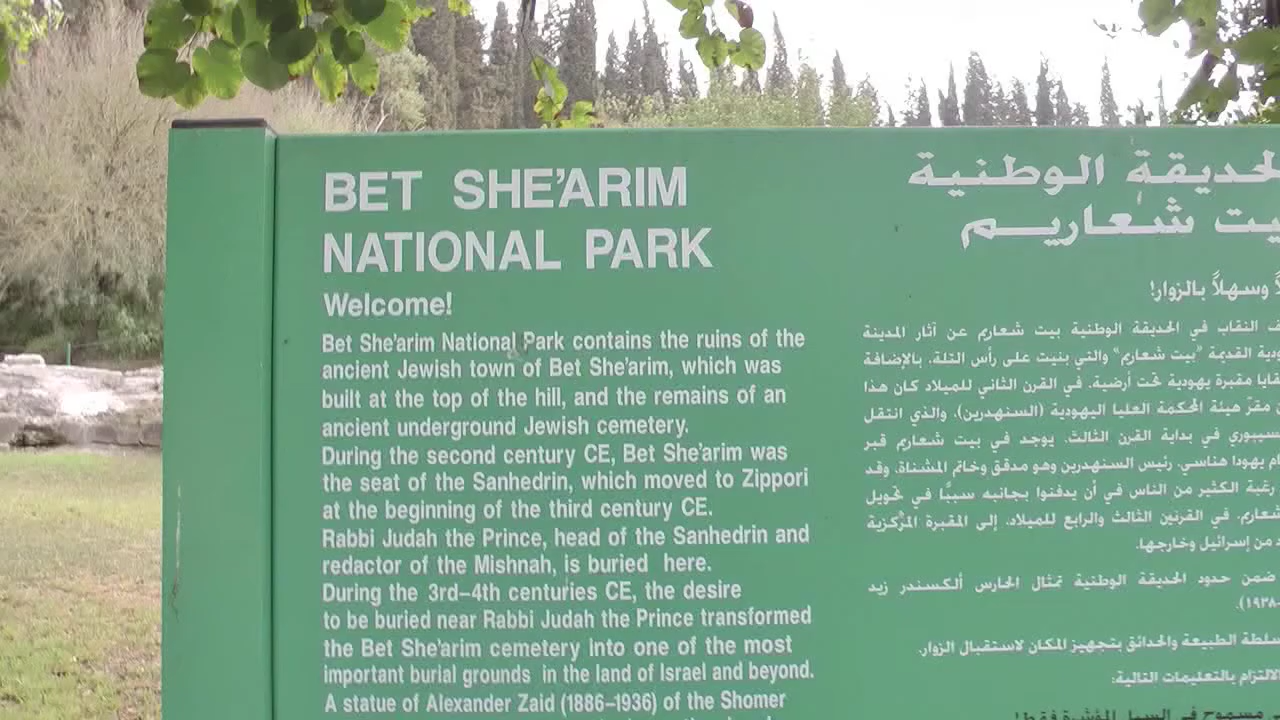 BET SHE'ARIM
NATIONAL PARK
Welcome!
Bet She'arim National Park contains the ruins of the
ancient Jewish town of Bet She'arim, which was
built at the top of the hill, and the remains of an
ancient underground Jewish cemetery.
During the second century CE, Bet She'arim was
the seat of the Sanhedrin, which moved to Zippori
at the beginning of the third century CE.
Rabbi Judah the Prince, head of the Sanhedrin and
redactor of the Mishnah, is buried here.
During the 3rd–4th centuries CE, the desire
to be buried near Rabbi Judah the Prince transformed
the Bet She'arim cemetery into one of the most
important burial grounds in the land of Israel and beyond.
A statue of Alexander Zaid (1886–1936) of the Shomer
الحديقة الوطنية
بيت شعاريم
وسهلاً بالزوار!
النقاب في الحديقة الوطنية بيت شعاريم عن آثار المدينة
القديمة "بيت شعاريم" والتي بنيت على رأس التلة. بالإضافة
مقبرة يهودية تحت أرضية. في القرن الثاني للميلاد كان هذا
مقرّ هيئة المحكمة العليا اليهودية (السنهدرين). والذي انتقل
في بداية القرن الثالث. يوجد في بيت شعاريم قبر
يهودا هناسي. رئيس السنهدرين وهو مدقق وخاتم المشناة. وقد
رغبة الكثير من الناس في أن يدفنوا بجانبه سببًا في تحويل
شعاريم. في القرنين الثالث والرابع للميلاد. إلى المقبرة المركزية
من إسرائيل وخارجها.
ضمن حدود الحديقة الوطنية تمثال الحارس ألكسندر زيد
١٩٣٨).
الطبيعة والحدائق بتجهيز المكان لاستقبال الزوار.
الالتزام بالتعليمات التالية: